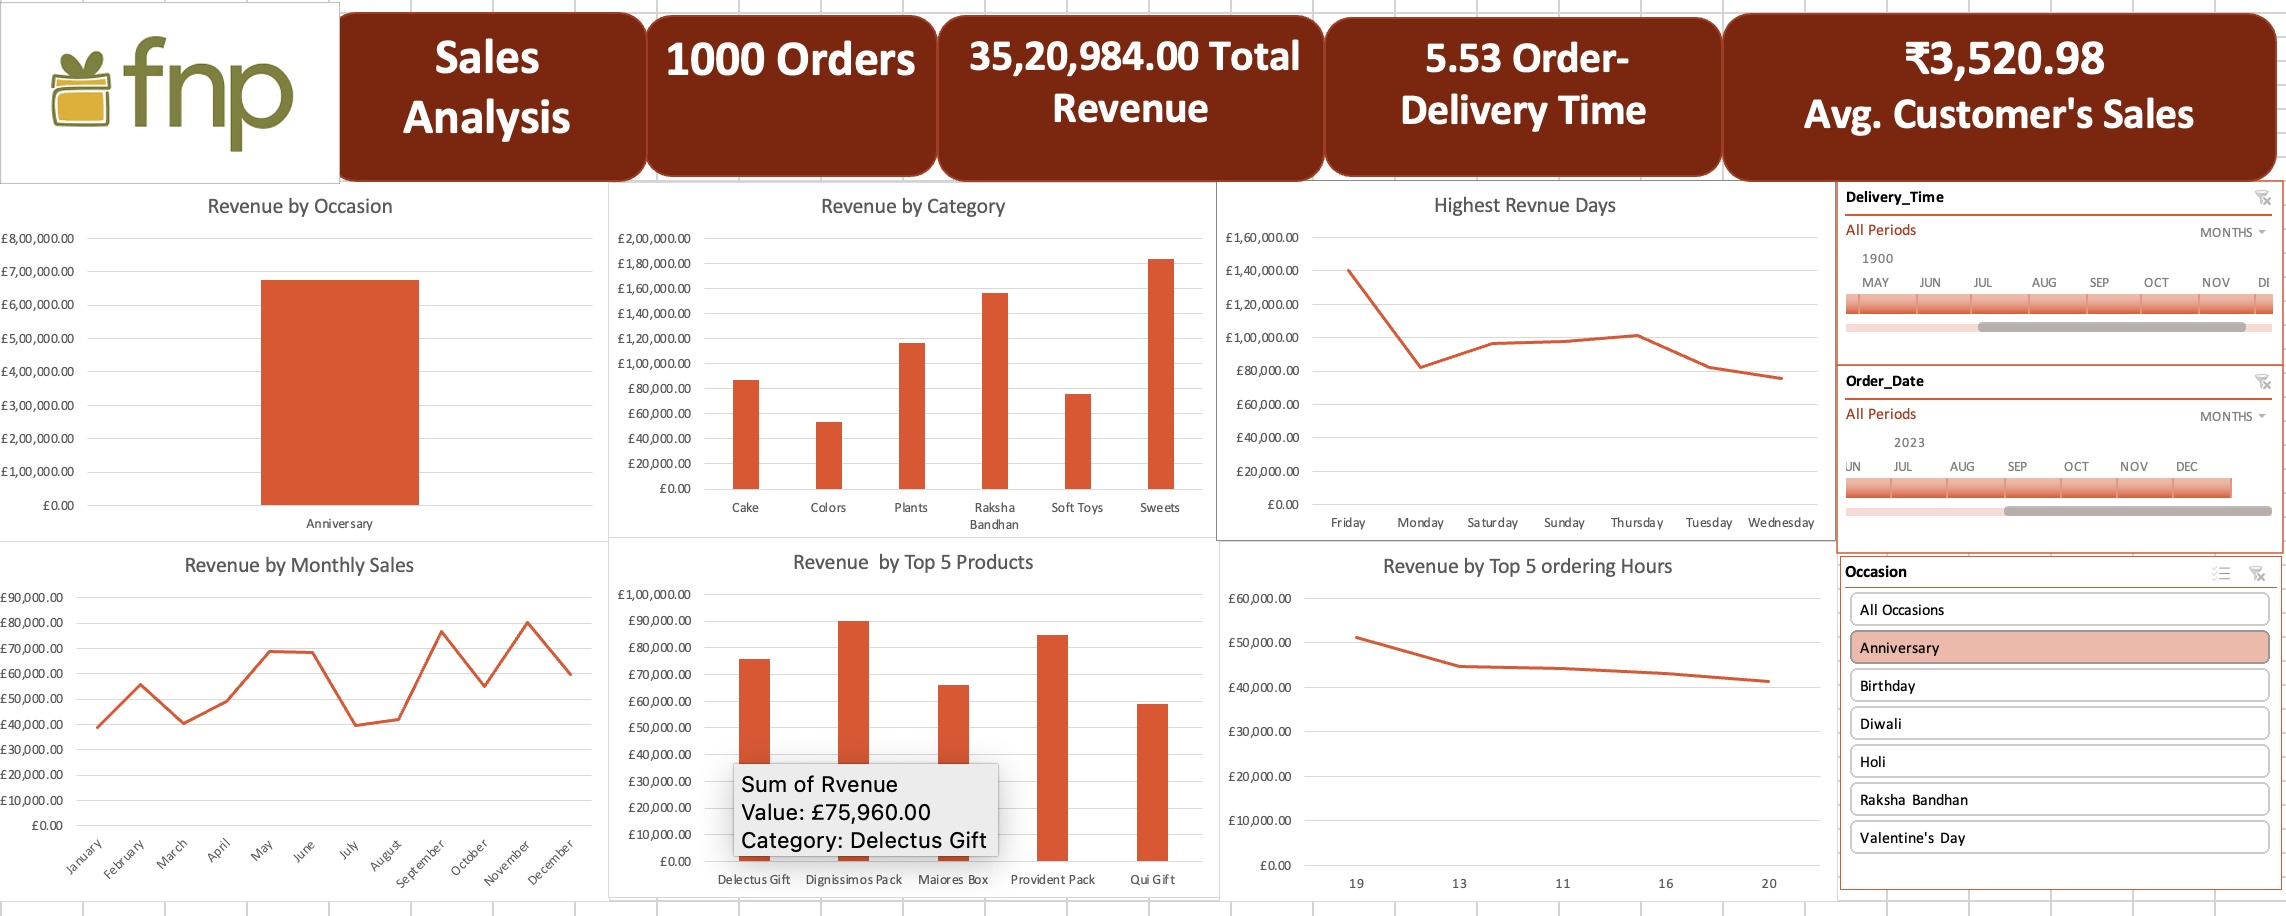 fnp
Sales
Analysis
1000 Orders
35,20,984.00 Total
Revenue
5.53 Order-
Delivery Time
₹3,520.98
Avg. Customer's Sales
Revenue by Occasion
£8,00,000.00
£7,00,000.00
£6,00,000.00
£5,00,000.00
£4,00,000.00
£3,00,000.00
£2,00,000.00
£1,00,000.00
£0.00
Anniversary
Revenue by Category
£2,00,000.00
£1,80,000.00
£1,60,000.00
£1,40,000.00
£1,20,000.00
£1,00,000.00
£80,000.00
£60,000.00
£40,000.00
£20,000.00
£0.00
Cake Colors Plants Raksha Bandhan Soft Toys Sweets
Highest Revnue Days
£1,60,000.00
£1,40,000.00
£1,20,000.00
£1,00,000.00
£80,000.00
£60,000.00
£40,000.00
£20,000.00
£0.00
Friday Monday Saturday Sunday Thursday Tuesday Wednesday
Delivery_Time
All Periods MONTHS
1900
MAY JUN JUL AUG SEP OCT NOV DE
Order_Date
All Periods MONTHS
2023
UN JUL AUG SEP OCT NOV DEC
Revenue by Monthly Sales
£90,000.00
£80,000.00
£70,000.00
£60,000.00
£50,000.00
£40,000.00
£30,000.00
£20,000.00
£10,000.00
£0.00
January February March April May June July August September October November December
Revenue by Top 5 Products
£1,00,000.00
£90,000.00
£80,000.00
£70,000.00
£60,000.00
£50,000.00
£40,000.00
£30,000.00
£20,000.00
£10,000.00
£0.00
Sum of Rvenue
Value: £75,960.00
Category: Delectus Gift
Delectus Gift Dignissimos Pack Maiores Box Provident Pack Qui Gift
Revenue by Top 5 ordering Hours
£60,000.00
£50,000.00
£40,000.00
£30,000.00
£20,000.00
£10,000.00
£0.00
19 13 11 16 20
Occasion
All Occasions
Anniversary
Birthday
Diwali
Holi
Raksha Bandhan
Valentine's Day